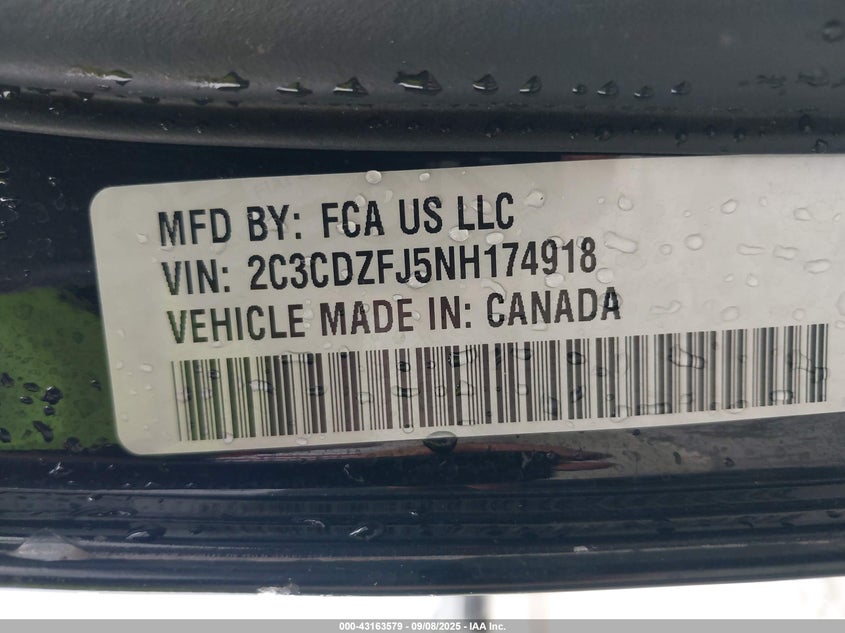 MFD BY: FCA US LLC
VIN: 2C3CDZFJ5NH174918
VEHICLE MADE IN: CANADA
000-43163579 - 09/08/2025 - IAA Inc.